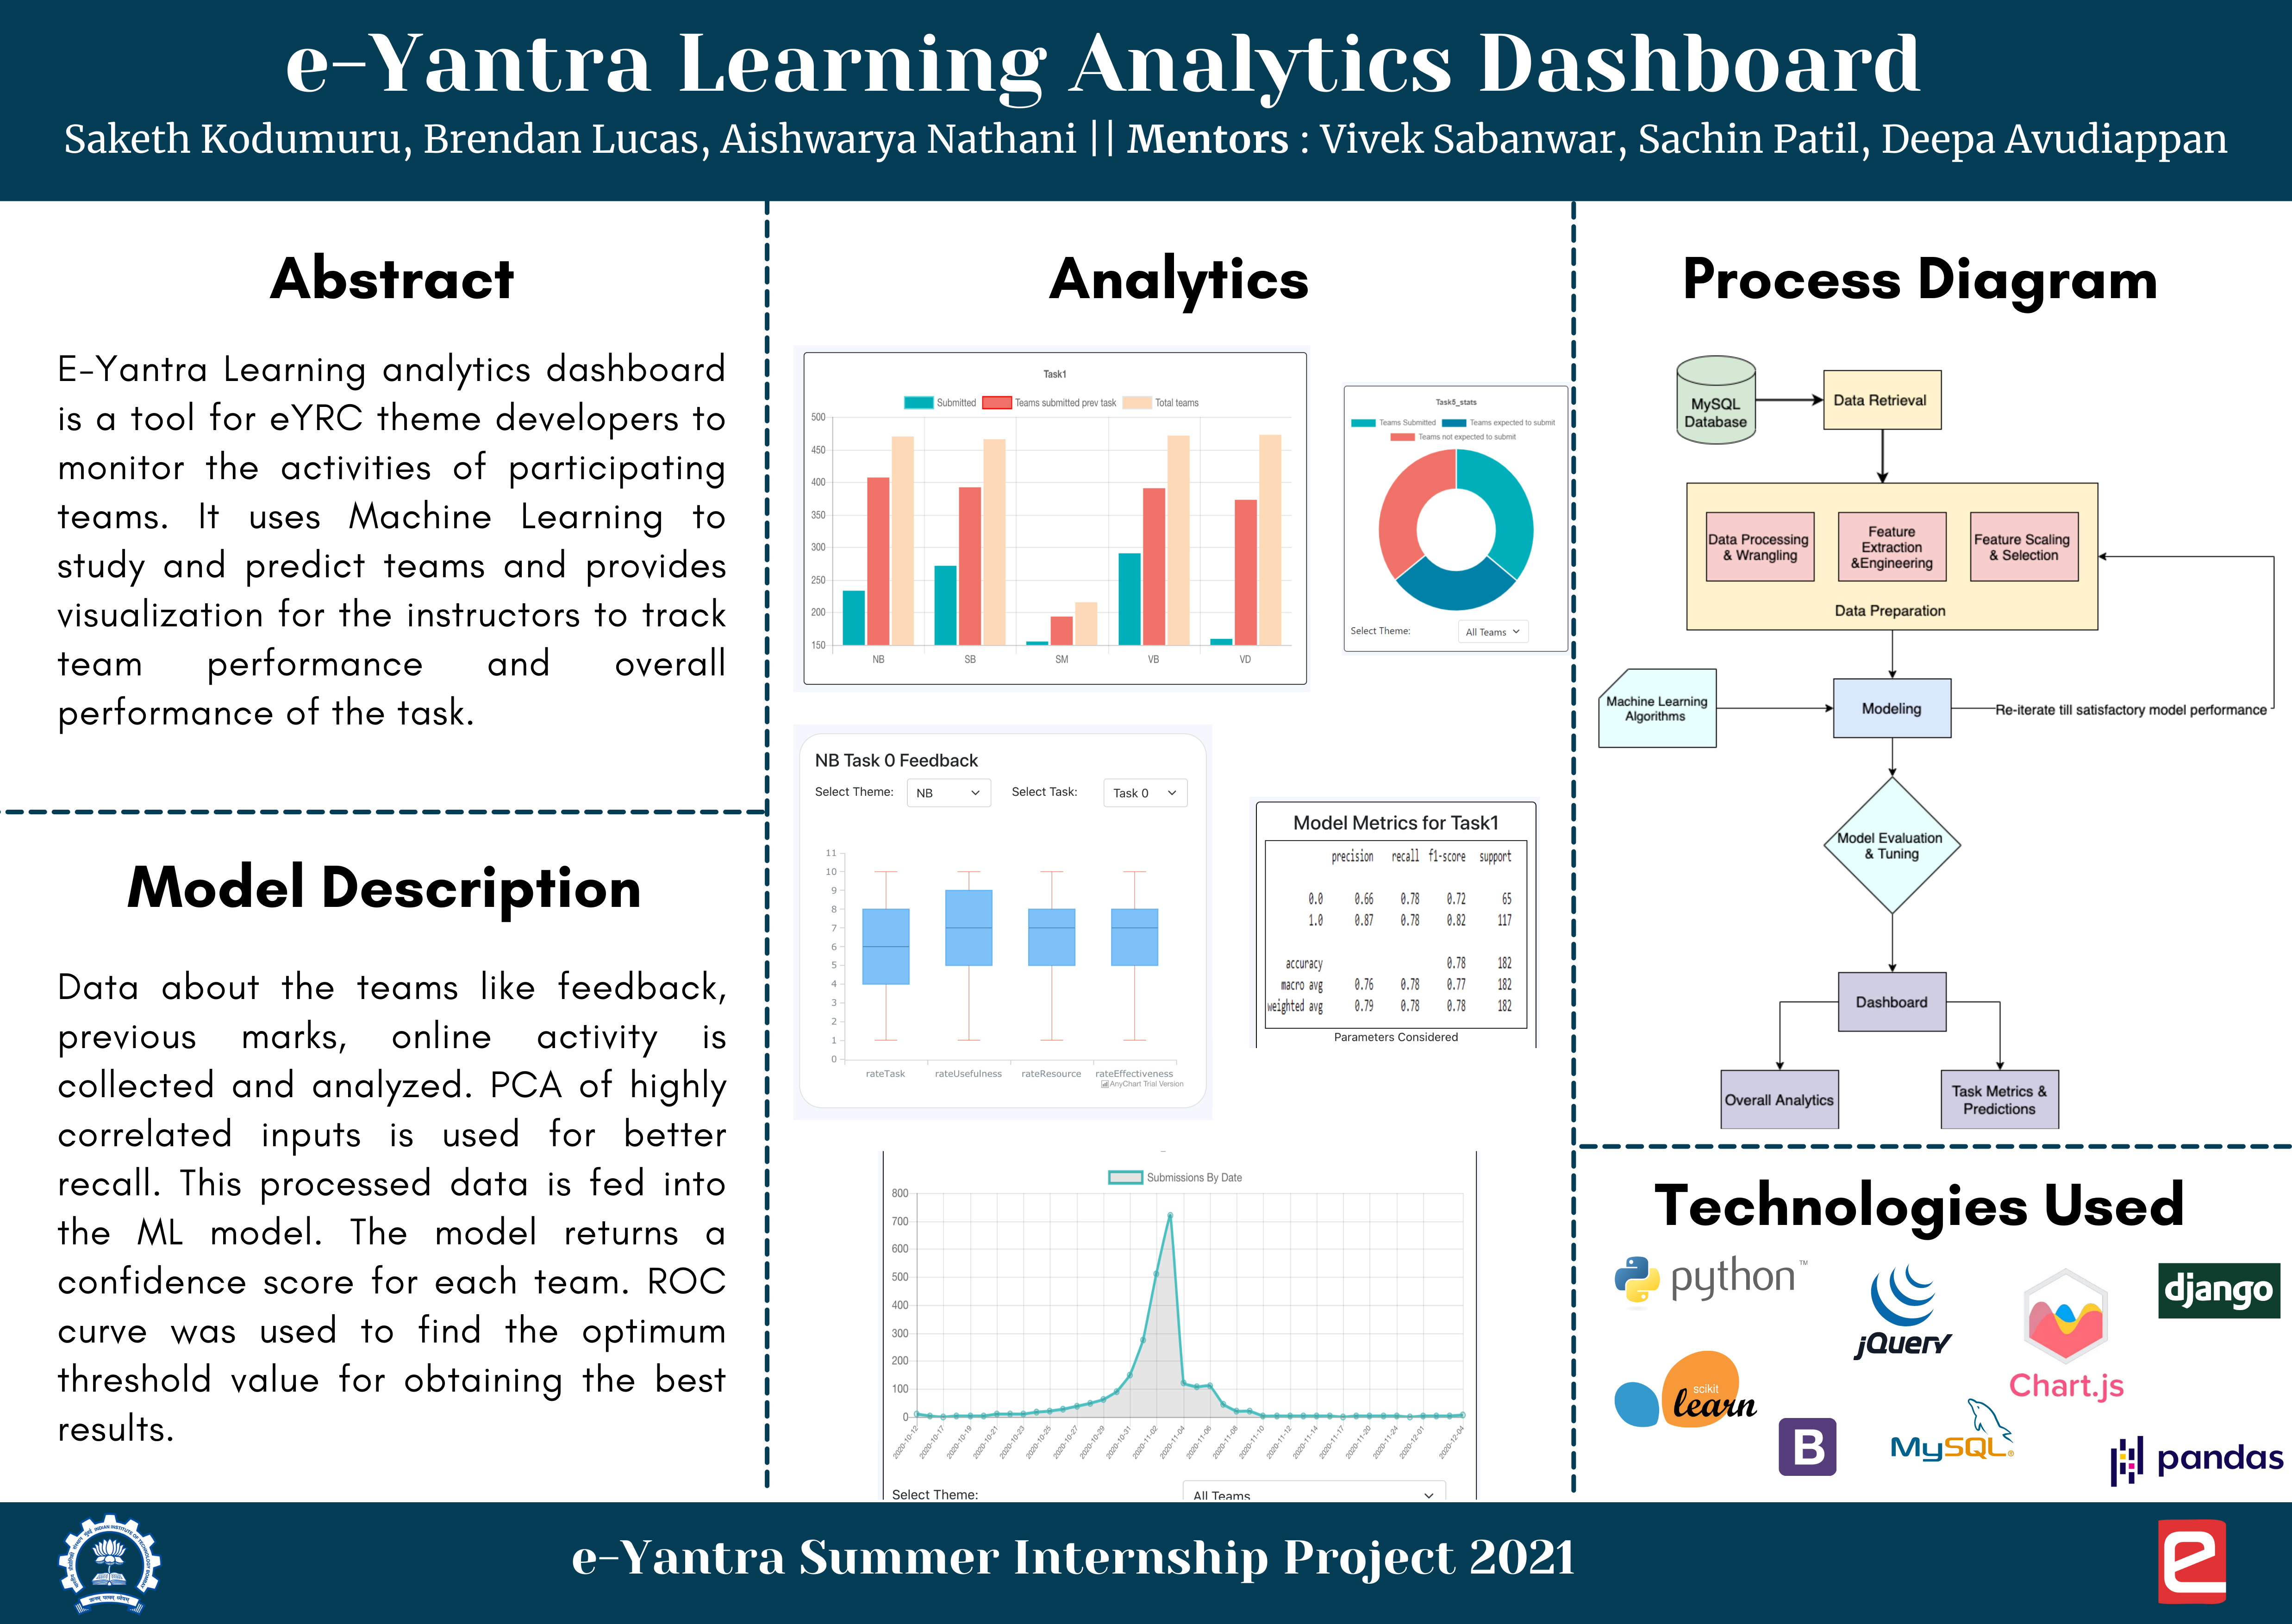 e-Yantra Learning Analytics Dashboard
Saketh Kodumuru, Brendan Lucas, Aishwarya Nathani || Mentors : Vivek Sabanwar, Sachin Patil, Deepa Avudiappan
Abstract
E-Yantra Learning analytics dashboard
is a tool for eYRC theme developers to
monitor the activities of participating
teams. It uses Machine Learning to
study and predict teams and provides
visualization for the instructors to track
team performance and overall
performance of the task.
Model Description
Data about the teams like feedback,
previous marks, online activity is
collected and analyzed. PCA of highly
correlated inputs is used for better
recall. This processed data is fed into
the ML model. The model returns a
confidence score for each team. ROC
curve was used to find the optimum
threshold value for obtaining the best
results.
Analytics
Task1
Submitted Teams submitted prev task Total teams
500
450
400
350
300
250
200
150
NB SB SM VB VD
Task5_stats
Teams Submitted Teams expected to submit
Teams not expected to submit
Select Theme: All Teams
NB Task 0 Feedback
Select Theme: NB Select Task: Task 0
11
10
9
8
7
6
5
4
3
2
1
0
rateTask rateUsefulness rateResource rateEffectiveness
AnyChart Trial Version
Model Metrics for Task1
precision recall f1-score support
0.0 0.66 0.78 0.72 65
1.0 0.87 0.78 0.82 117
accuracy 0.78 182
macro avg 0.76 0.78 0.77 182
weighted avg 0.79 0.78 0.78 182
Parameters Considered
Submissions By Date
800
700
600
500
400
300
200
100
0
2020-10-12 2020-10-17 2020-10-19 2020-10-21 2020-10-23 2020-10-25 2020-10-27 2020-10-29 2020-10-31 2020-11-02 2020-11-04 2020-11-06 2020-11-08 2020-11-10 2020-11-12 2020-11-14 2020-11-17 2020-11-20 2020-11-24 2020-12-01 2020-12-04
Select Theme: All Teams
Process Diagram
MySQL
Database
Data Retrieval
Data Processing
& Wrangling
Feature
Extraction
&Engineering
Feature Scaling
& Selection
Data Preparation
Machine Learning
Algorithms
Modeling
Re-iterate till satisfactory model performance
Model Evaluation
& Tuning
Dashboard
Overall Analytics
Task Metrics &
Predictions
Technologies Used
python™
jQuery
Chart.js
django
scikit
learn
B
MySQL®
pandas
e-Yantra Summer Internship Project 2021
e